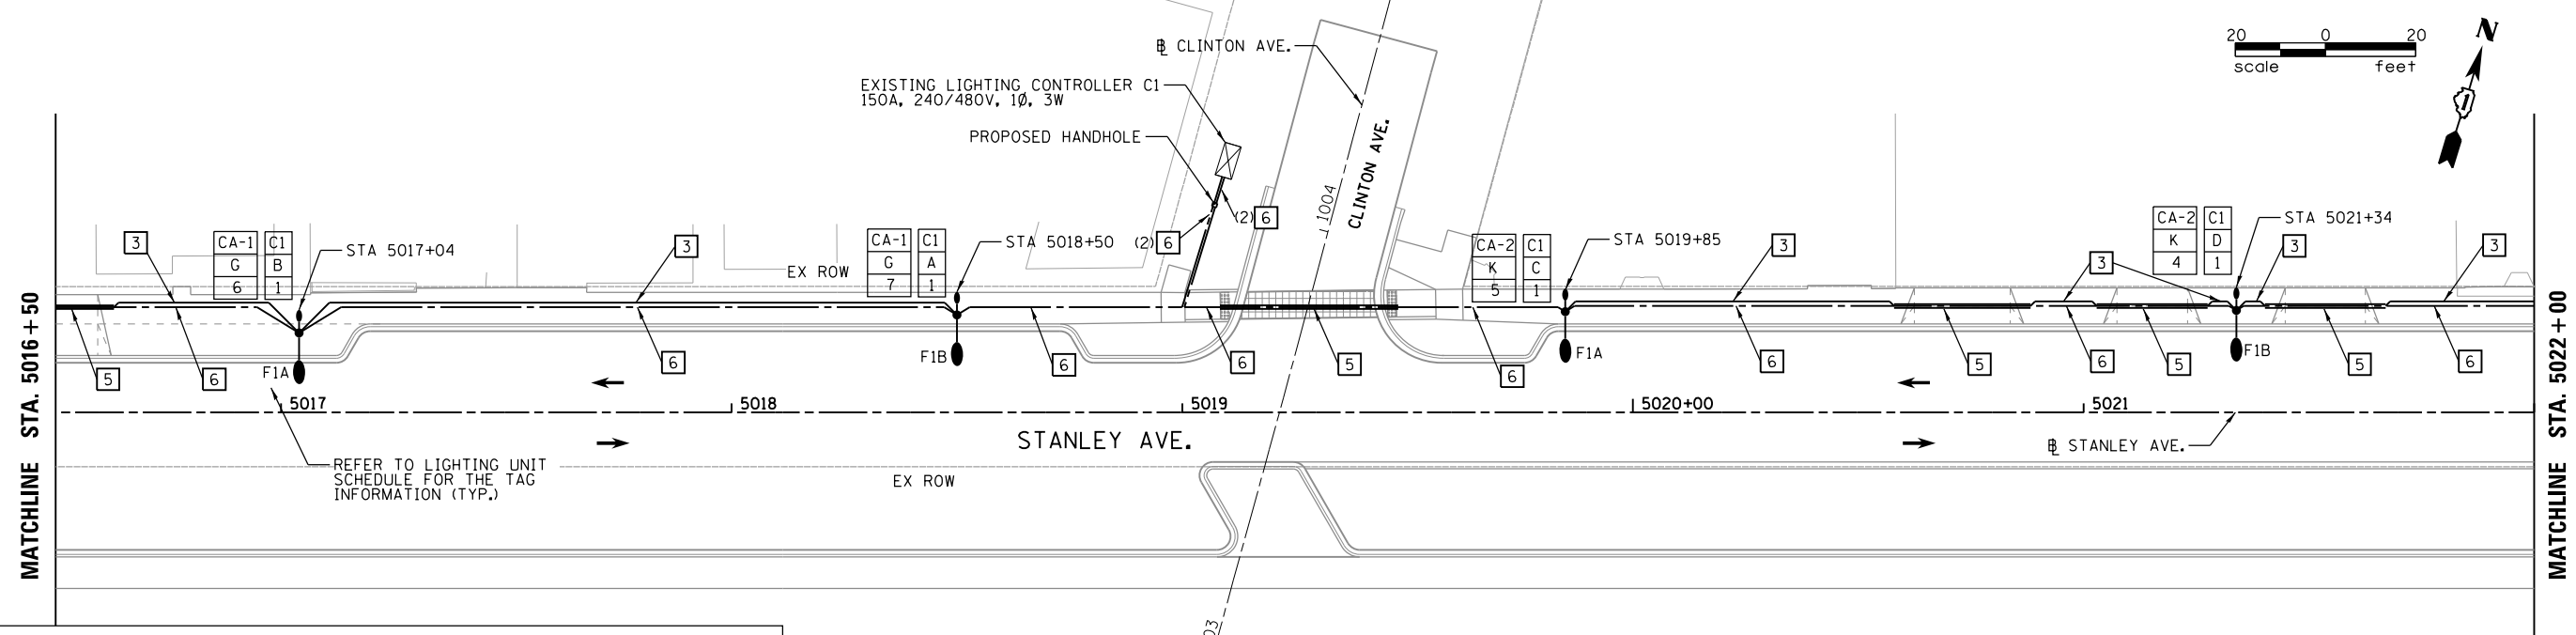 ℄ CLINTON AVE.
EXISTING LIGHTING CONTROLLER C1
150A, 240/480V, 1Ø, 3W
PROPOSED HANDHOLE
CLINTON AVE.
1004
20 0 20
scale feet
N
1
MATCHLINE STA. 5016+50
3
CA-1 C1
G B
6 1
STA 5017+04
3
EX ROW
CA-1 C1
G A
7 1
STA 5018+50
(2) 6
(2) 6
CA-2 C1
K C
5 1
STA 5019+85
3
3
CA-2 C1
K D
4 1
STA 5021+34
3
3
5
6
F1A
6
F1B
6
6
5
6
F1A
6
5
6
5
F1B
5
6
5017
5018
5019
5020+00
5021
STANLEY AVE.
℄ STANLEY AVE.
REFER TO LIGHTING UNIT
SCHEDULE FOR THE TAG
INFORMATION (TYP.)
EX ROW
03
MATCHLINE STA. 5022+00